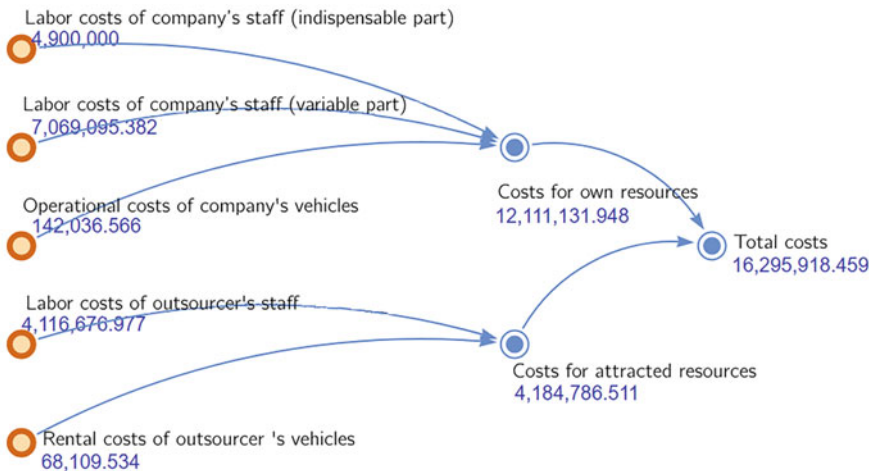 Labor costs of company's staff (indispensable part)
4,900,000
Labor costs of company's staff (variable part)
7,069,095.382
Operational costs of company's vehicles
142,036.566
Labor costs of outsourcer's staff
4,116,676.977
Rental costs of outsourcer 's vehicles
68,109.534
Costs for own resources
12,111,131.948
Costs for attracted resources
4,184,786.511
Total costs
16,295,918.459